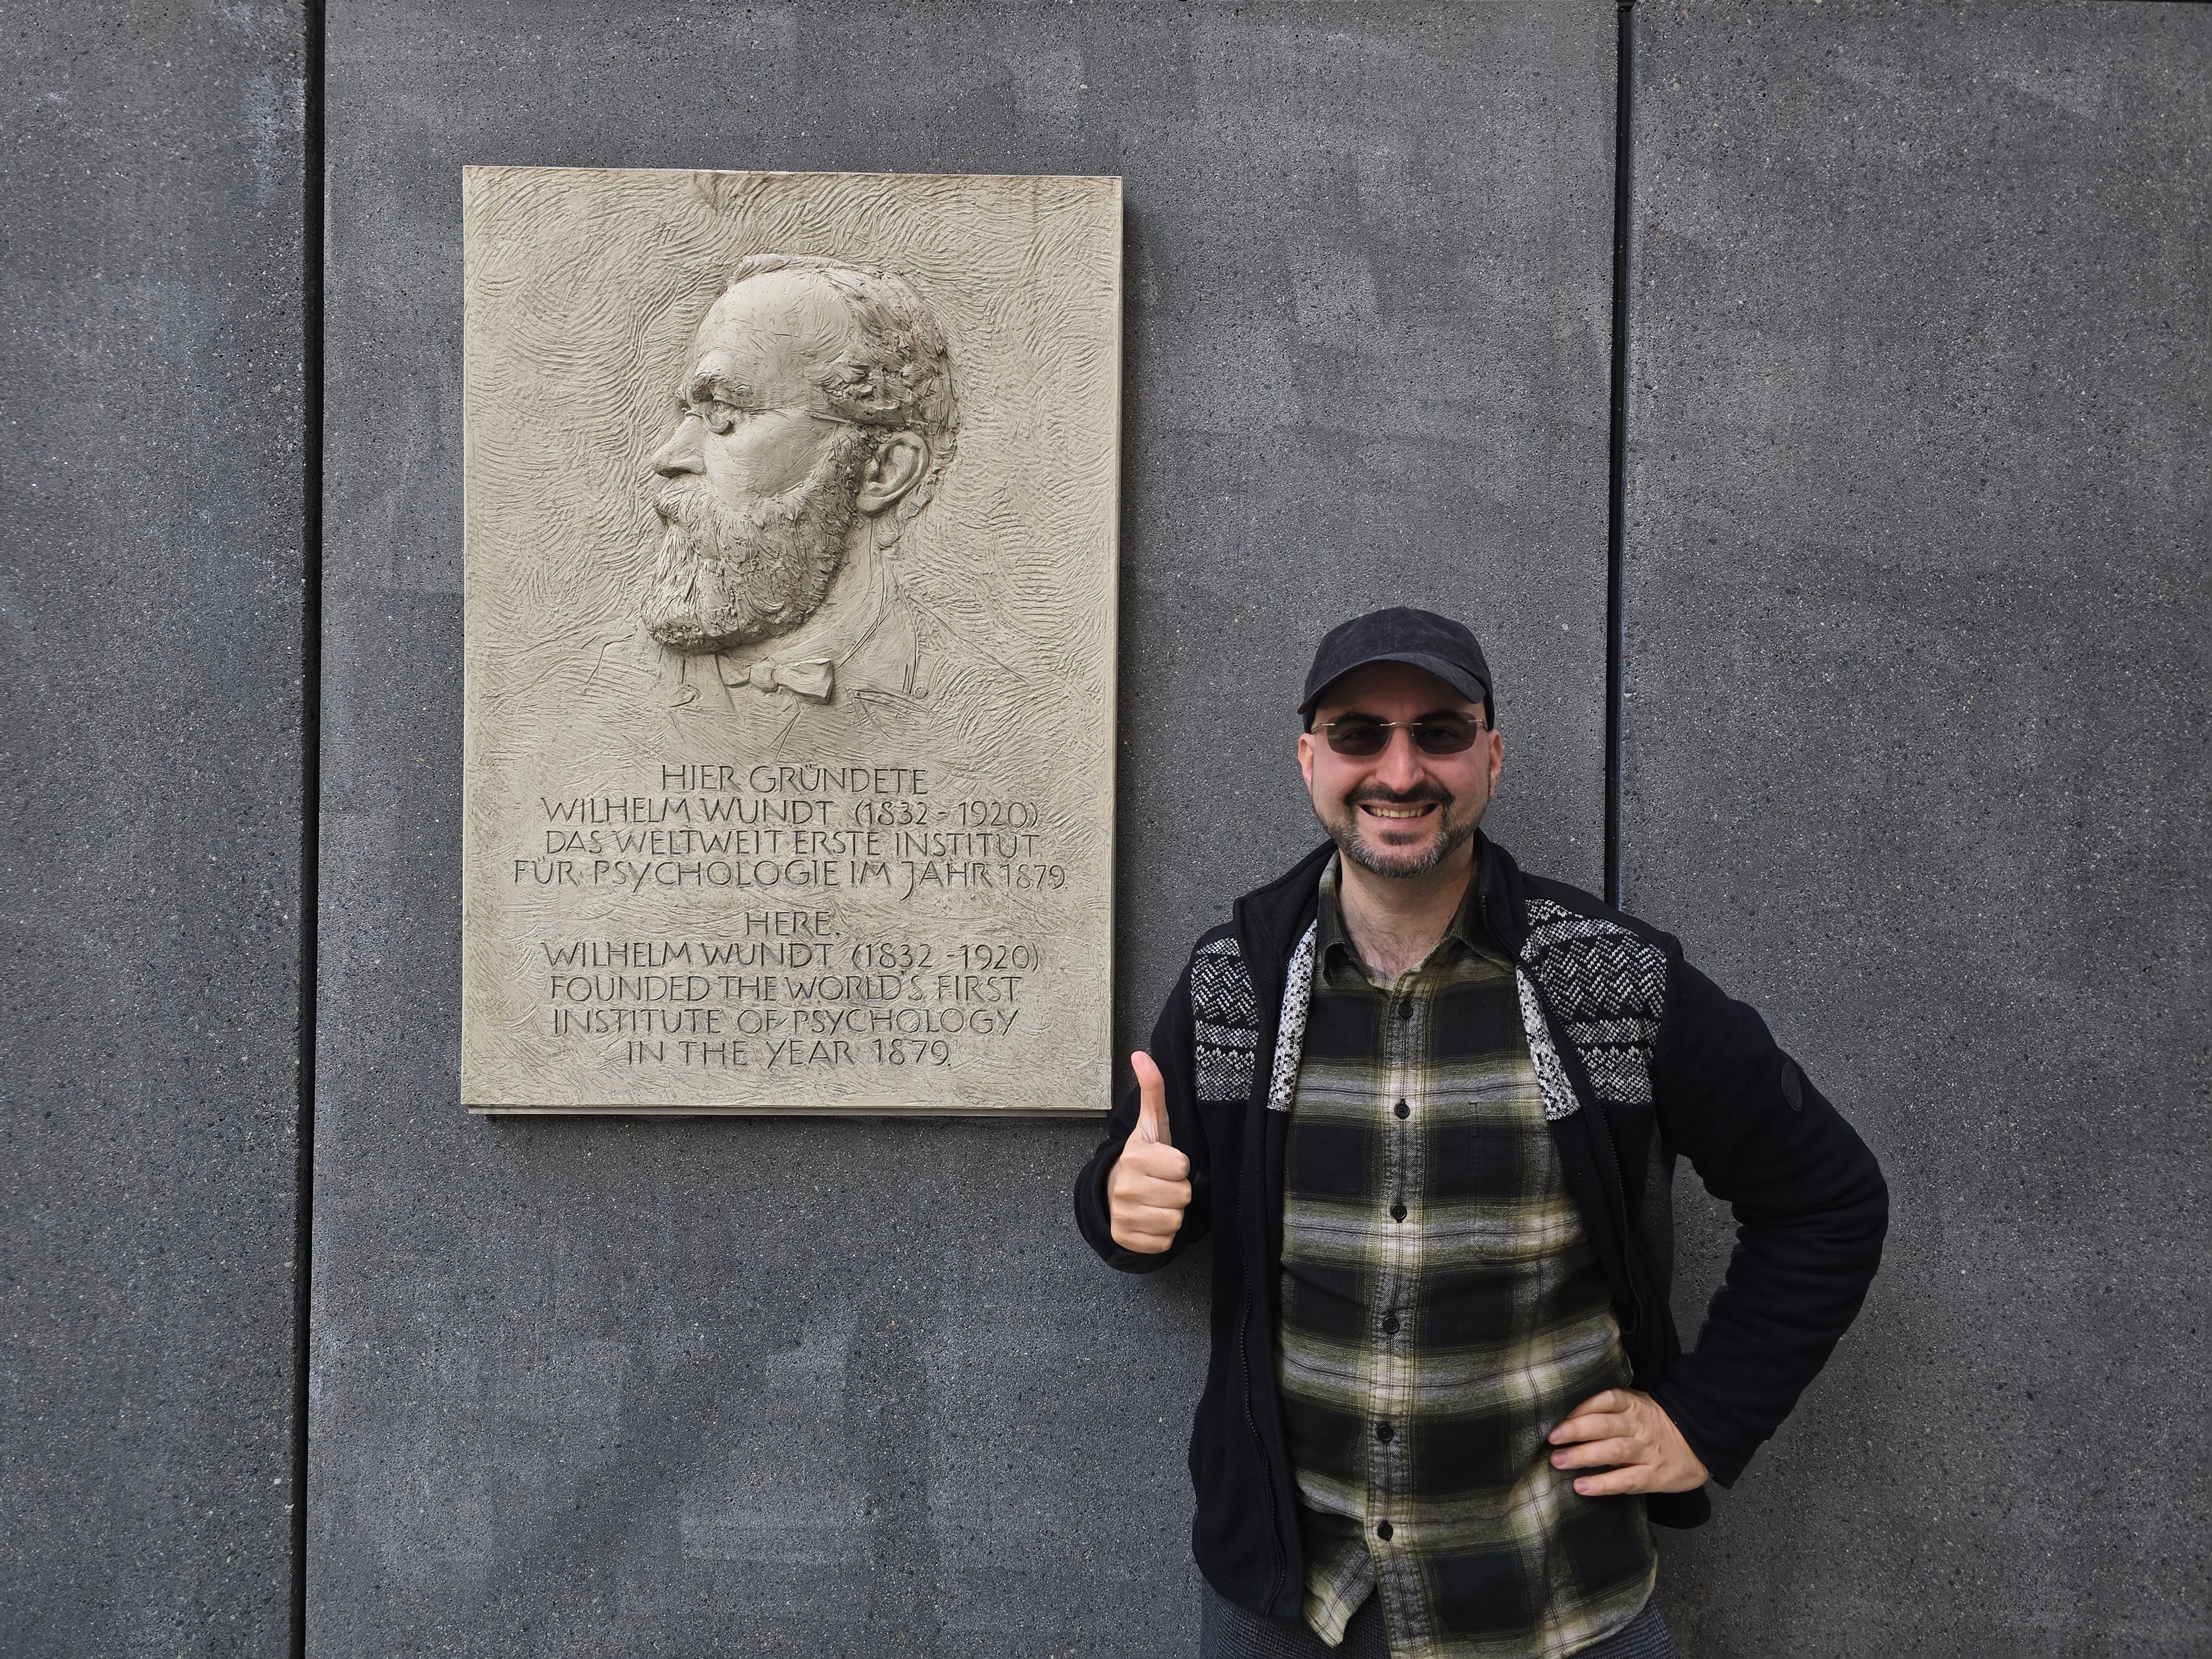 HIER GRÜNDETE
WILHELM WUNDT (1832 - 1920)
DAS WELTWEIT ERSTE INSTITUT
FÜR PSYCHOLOGIE IM JAHR 1879.
HERE,
WILHELM WUNDT (1832 - 1920)
FOUNDED THE WORLD'S FIRST
INSTITUTE OF PSYCHOLOGY
IN THE YEAR 1879.